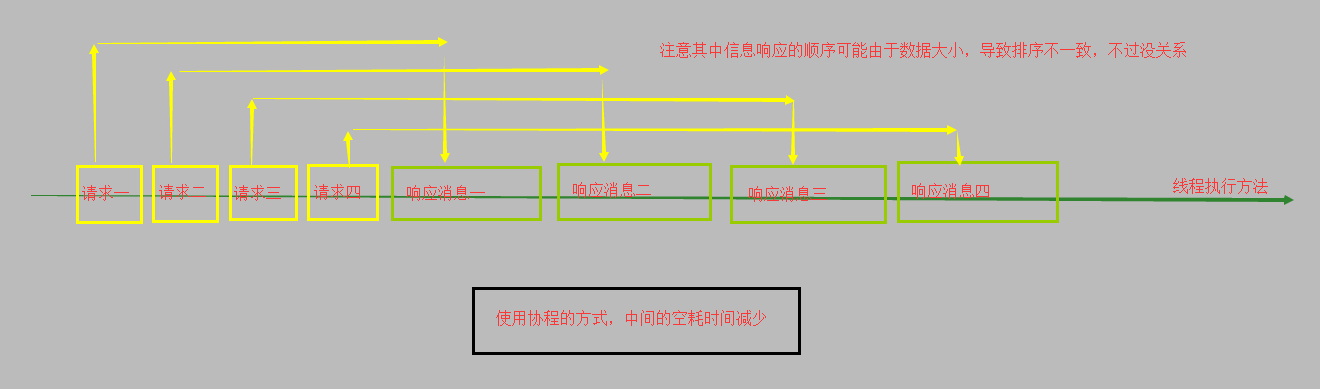 注意其中信息响应的顺序可能由于数据大小，导致排序不一致，不过没关系
请求一
请求二
请求三
请求四
响应消息一
响应消息二
响应消息三
响应消息四
线程执行方法
使用协程的方式，中间的空耗时间减少